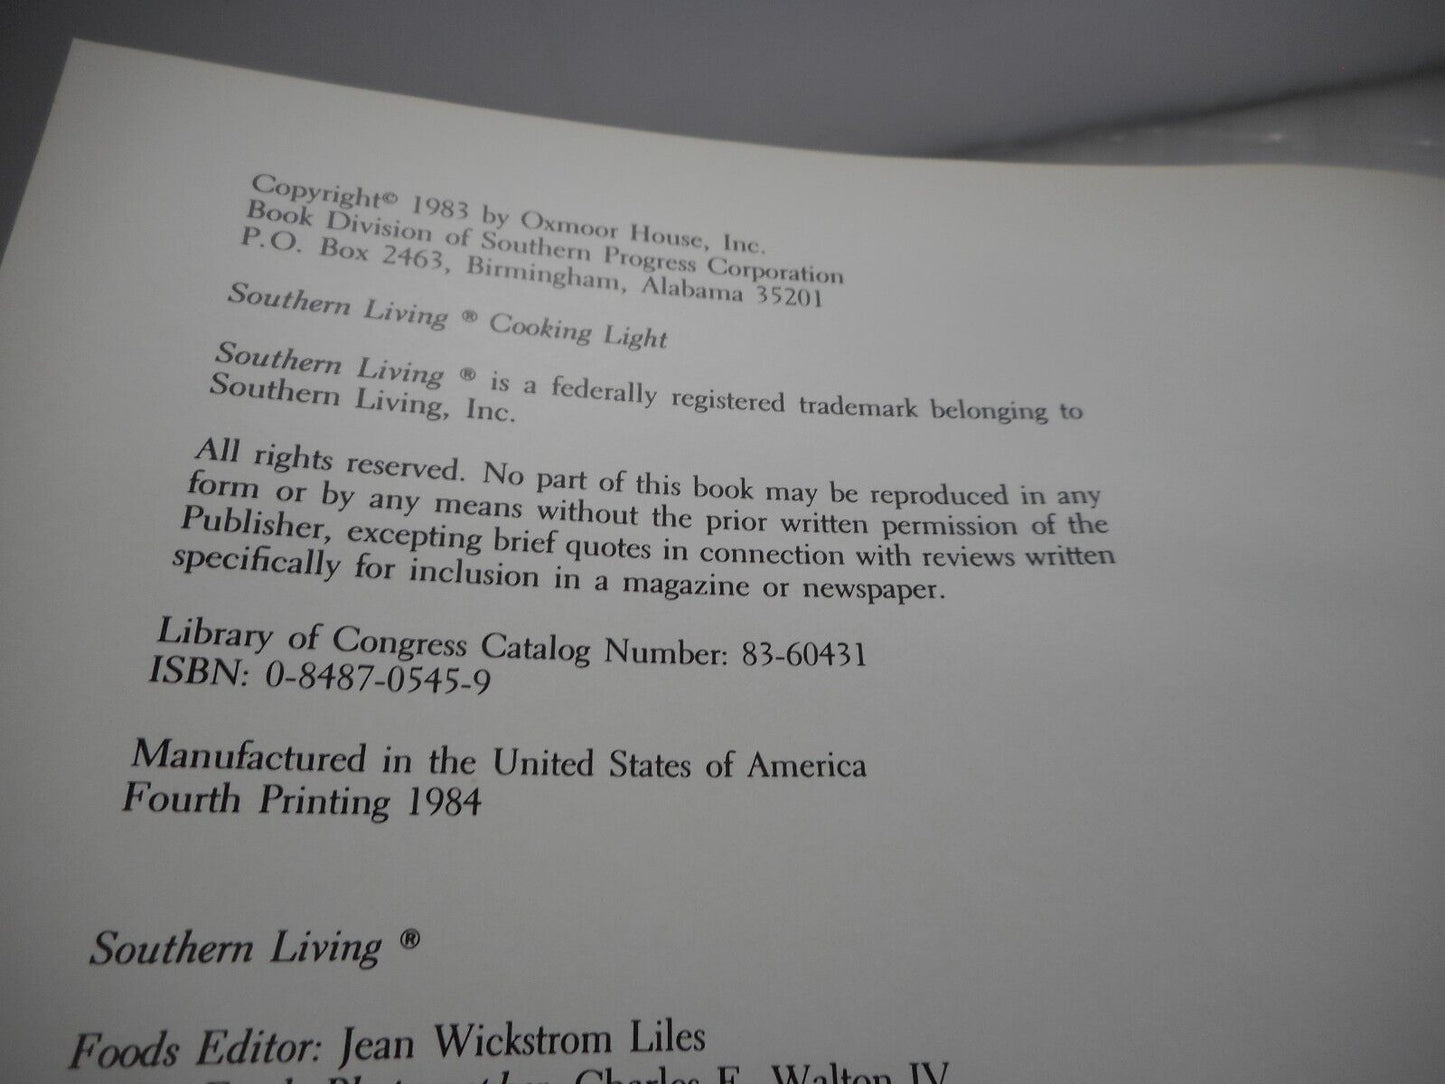 Copyright© 1983 by Oxmoor House, Inc.
Book Division of Southern Progress Corporation
P.O. Box 2463, Birmingham, Alabama 35201
Southern Living ® Cooking Light
Southern Living ® is a federally registered trademark belonging to
Southern Living, Inc.
All rights reserved. No part of this book may be reproduced in any
form or by any means without the prior written permission of the
Publisher, excepting brief quotes in connection with reviews written
specifically for inclusion in a magazine or newspaper.
Library of Congress Catalog Number: 83-60431
ISBN: 0-8487-0545-9
Manufactured in the United States of America
Fourth Printing 1984
Southern Living ®
Foods Editor: Jean Wickstrom Liles
Charles E. Walton IV